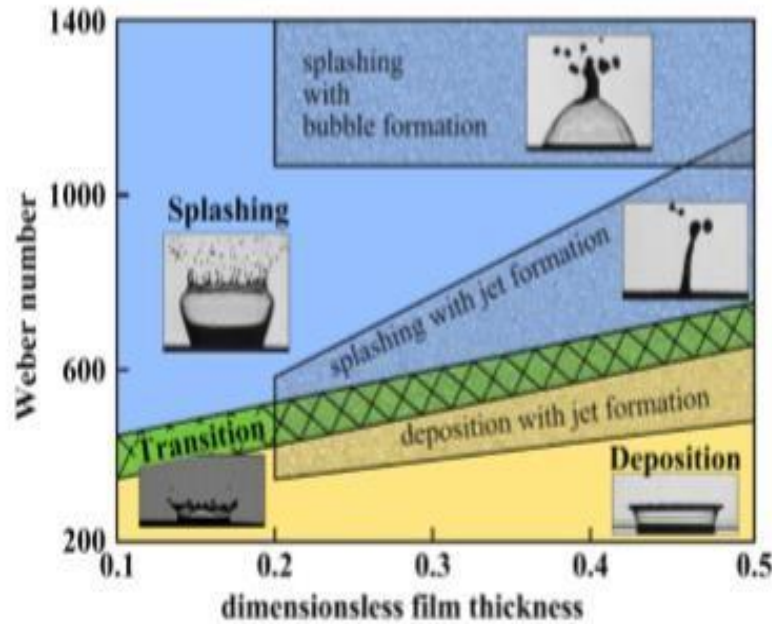 1400
1000
600
200
Weber number
splashing
with
bubble formation
Splashing
splashing with jet formation
Transition
deposition with jet formation
Deposition
0.1 0.2 0.3 0.4 0.5
dimensionless film thickness